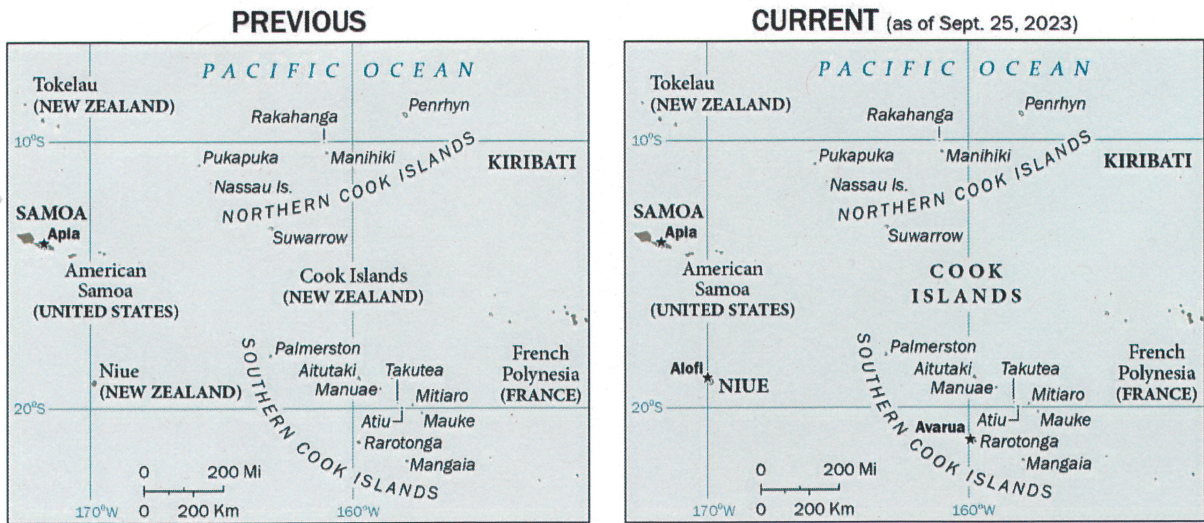 PREVIOUS
PACIFIC OCEAN
Tokelau
(NEW ZEALAND)
Penrhyn
Rakahanga
10°S
Pukapuka
Manihiki
KIRIBATI
Nassau Is.
NORTHERN COOK ISLANDS
SAMOA
Apia
Suwarrow
American
Samoa
(UNITED STATES)
Cook Islands
(NEW ZEALAND)
SOUTHERN COOK ISLANDS
Palmerston
Niue
(NEW ZEALAND)
Aitutaki
Takutea
Manuae
Mitiaro
French
Polynesia
(FRANCE)
20°S
Atiu
Mauke
Rarotonga
Mangaia
0 200 Mi
0 200 Km
170°W
160°W
CURRENT (as of Sept. 25, 2023)
PACIFIC OCEAN
Tokelau
(NEW ZEALAND)
Penrhyn
Rakahanga
10°S
Pukapuka
Manihiki
KIRIBATI
Nassau Is.
NORTHERN COOK ISLANDS
SAMOA
Apia
Suwarrow
American
Samoa
(UNITED STATES)
COOK
ISLANDS
SOUTHERN COOK ISLANDS
Palmerston
Alofi
NIUE
Aitutaki
Takutea
Manuae
Mitiaro
French
Polynesia
(FRANCE)
20°S
Atiu
Mauke
Avarua
Rarotonga
Mangaia
0 200 Mi
0 200 Km
170°W
160°W